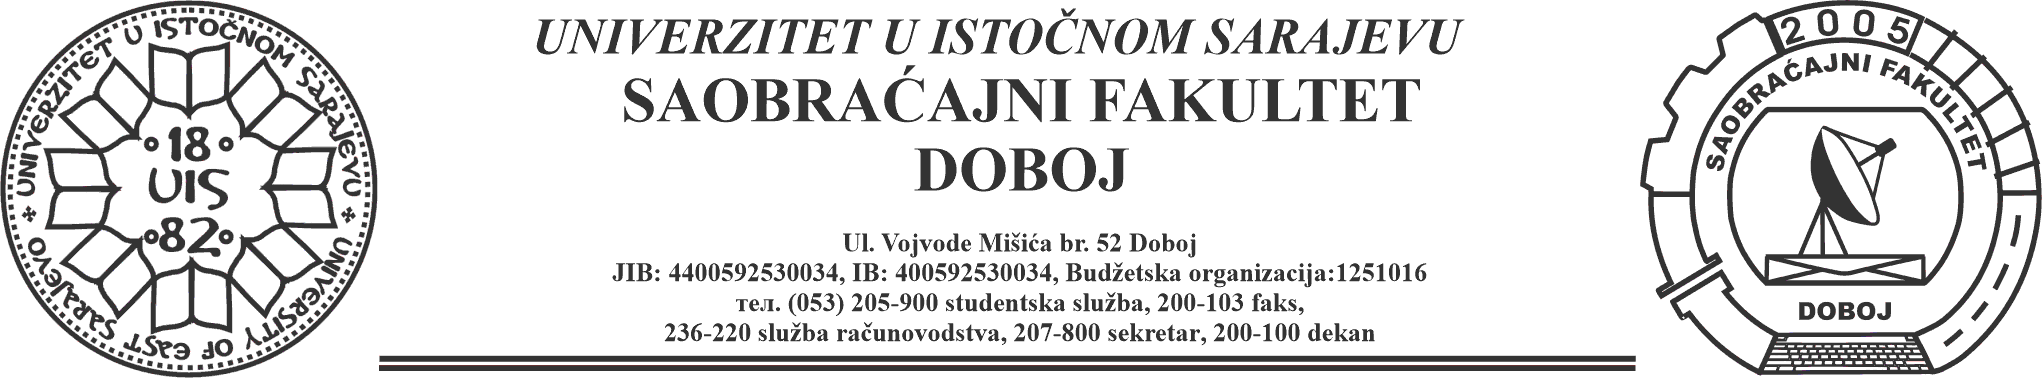 UNIVERZITET U ISTOČNOM SARAJEVU
UNIVERSITY OF EAST SARAJEVO
18
UIS
82
UNIVERZITET U ISTOČNOM SARAJEVU
SAOBRAĆAJNI FAKULTET
DOBOJ
Ul. Vojvode Mišića br. 52 Doboj
JIB: 4400592530034, IB: 400592530034, Budžetska organizacija:1251016
тел. (053) 205-900 studentska služba, 200-103 faks,
236-220 služba računovodstva, 207-800 sekretar, 200-100 dekan
2005
SAOBRAĆAJNI FAKULTET
DOBOJ